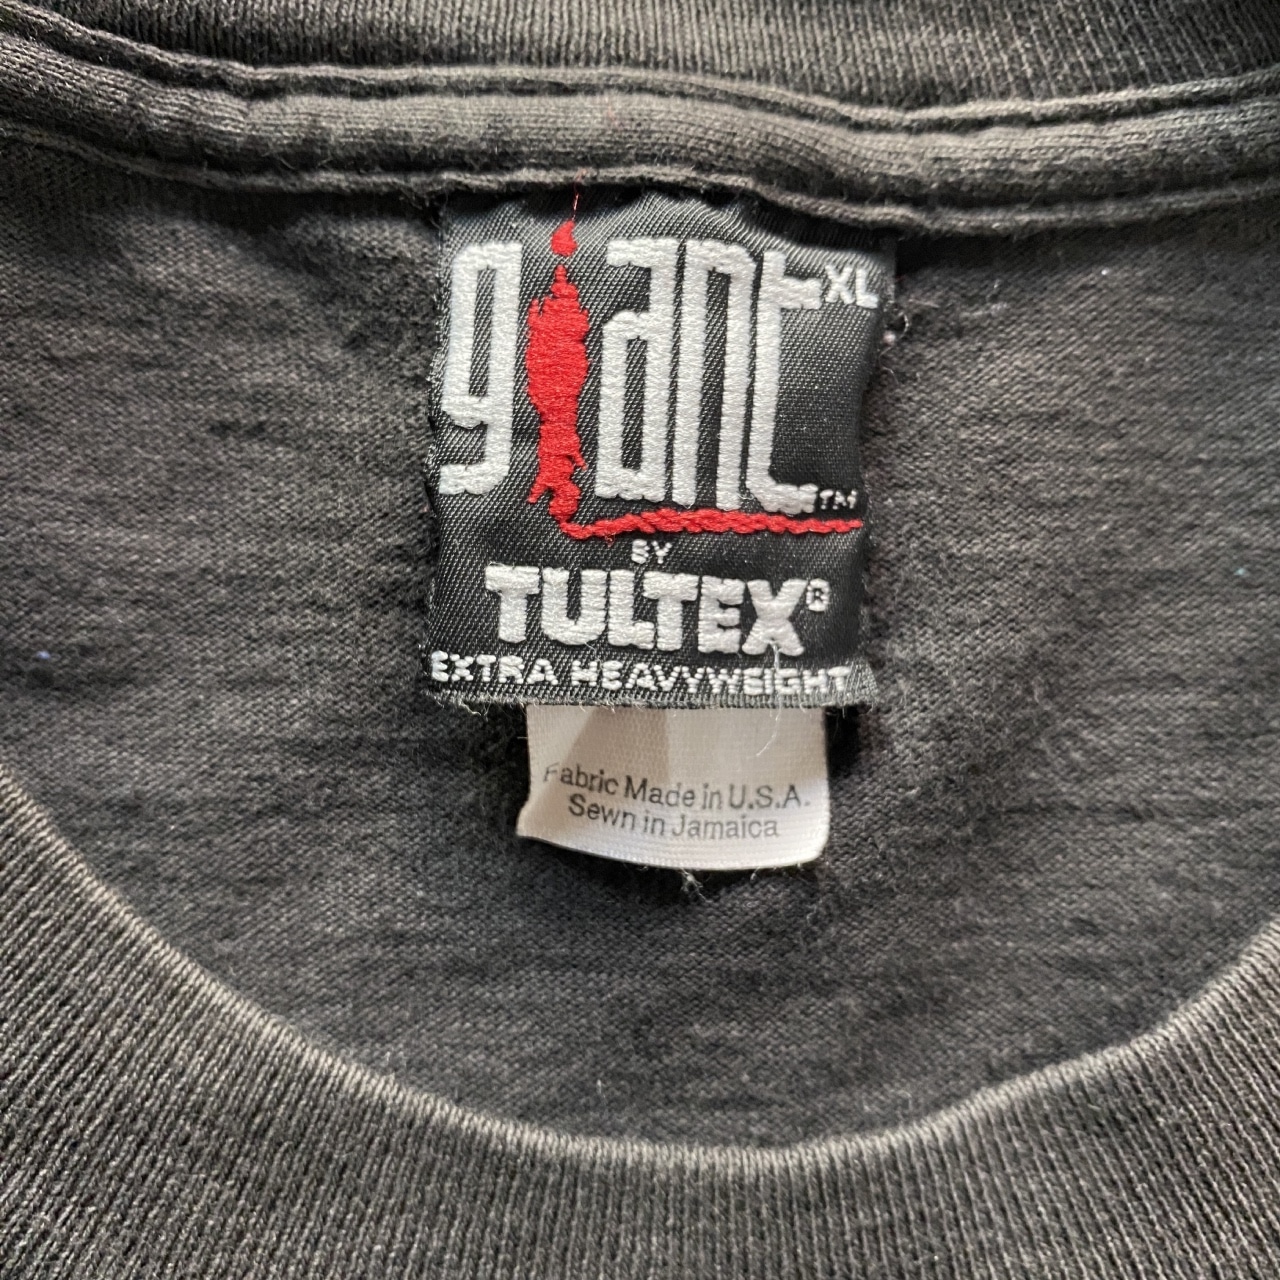 giant XL
TM
BY
TULTEX®
EXTRA HEAVYWEIGHT
Fabric Made in U.S.A.
Sewn in Jamaica